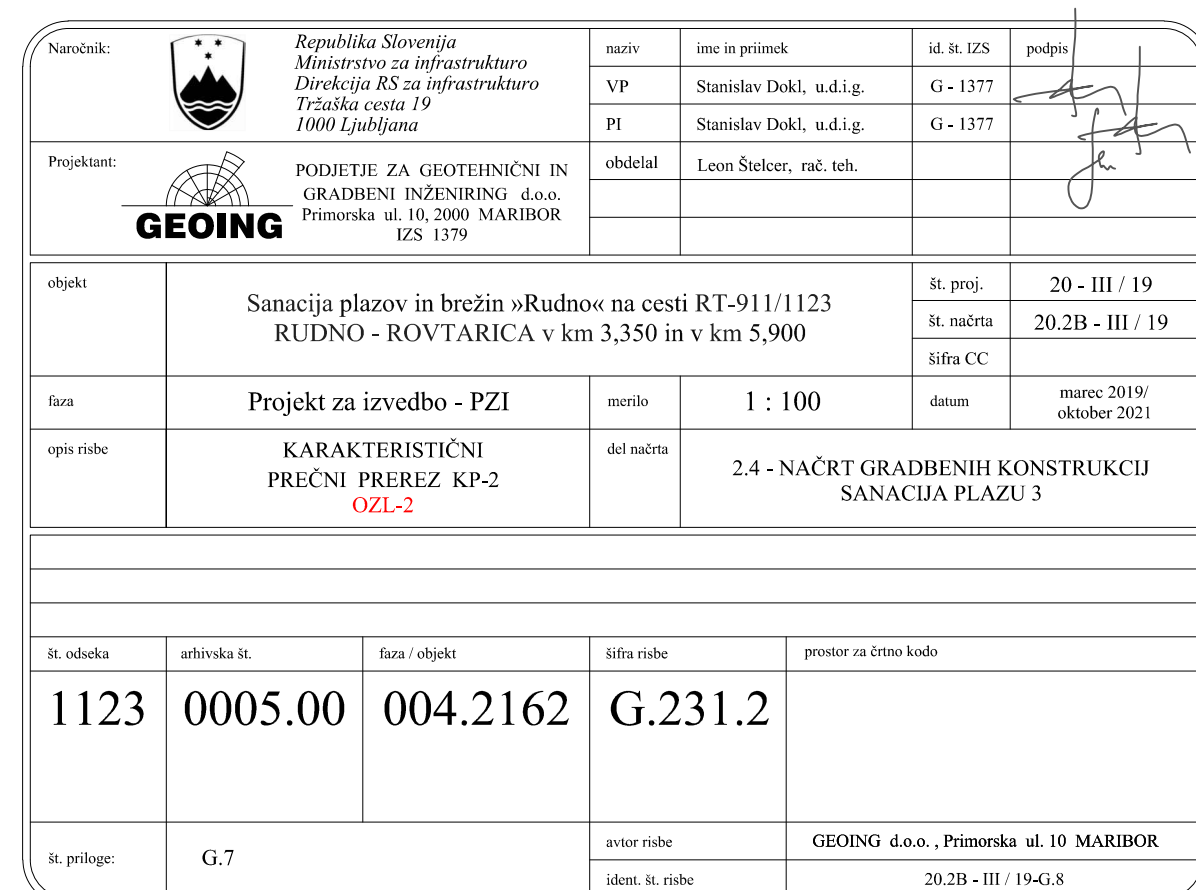 Naročnik:
Republika Slovenija
Ministrstvo za infrastrukturo
Direkcija RS za infrastrukturo
Tržaška cesta 19
1000 Ljubljana
naziv ime in priimek id. št. IZS podpis
VP Stanislav Dokl, u.d.i.g. G - 1377
PI Stanislav Dokl, u.d.i.g. G - 1377
obdelal Leon Štelcer, rač. teh.
Projektant:
GEOING
PODJETJE ZA GEOTEHNIČNI IN
GRADBENI INŽENIRING d.o.o.
Primorska ul. 10, 2000 MARIBOR
IZS 1379
objekt
Sanacija plazov in brežin »Rudno« na cesti RT-911/1123
RUDNO - ROVTARICA v km 3,350 in v km 5,900
št. proj. 20 - III / 19
št. načrta 20.2B - III / 19
šifra CC
faza Projekt za izvedbo - PZI merilo 1 : 100 datum marec 2019/
oktober 2021
opis risbe
KARAKTERISTIČNI
PREČNI PREREZ KP-2
OZL-2
del načrta
2.4 - NAČRT GRADBENIH KONSTRUKCIJ
SANACIJA PLAZU 3
št. odseka arhivska št. faza / objekt šifra risbe prostor za črtno kodo
1123 0005.00 004.2162 G.231.2
št. priloge: G.7
avtor risbe GEOING d.o.o. , Primorska ul. 10 MARIBOR
ident. št. risbe 20.2B - III / 19-G.8